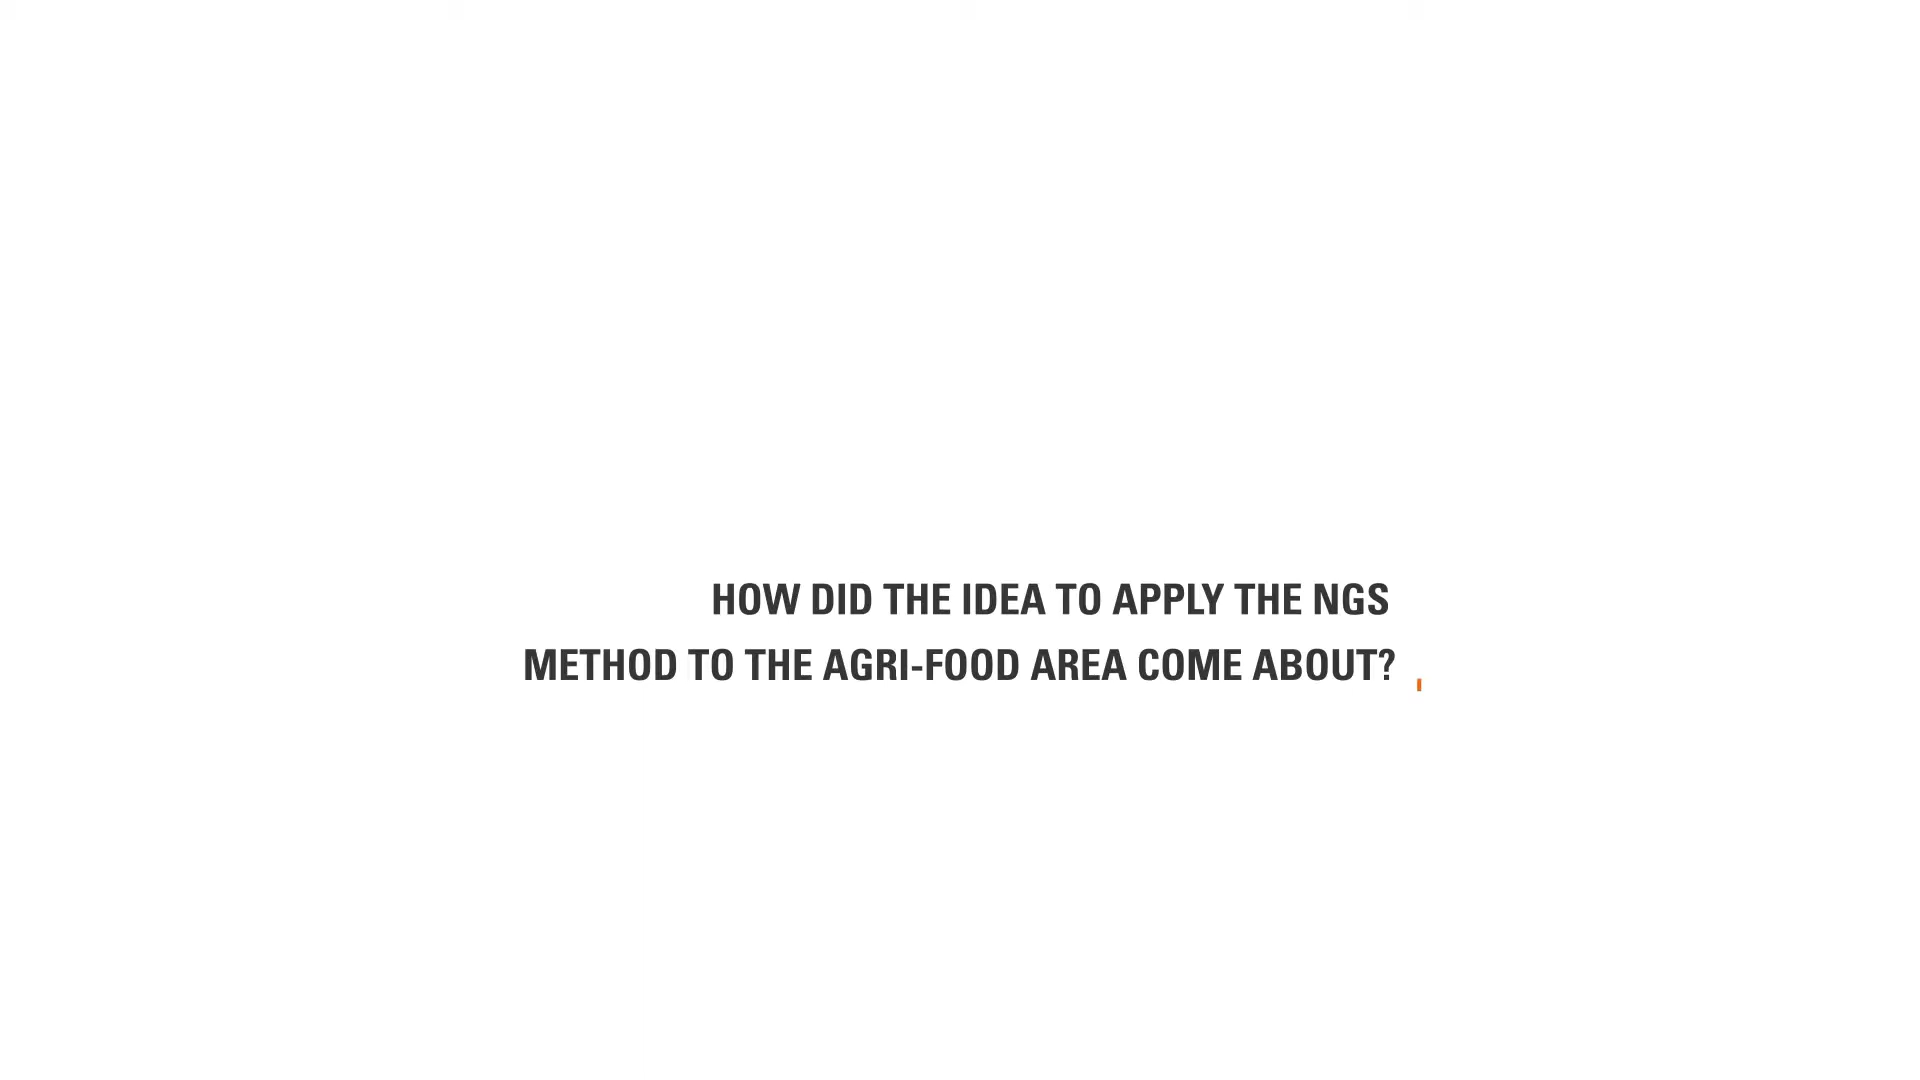 HOW DID THE IDEA TO APPLY THE NGS
METHOD TO THE AGRI-FOOD AREA COME ABOUT?